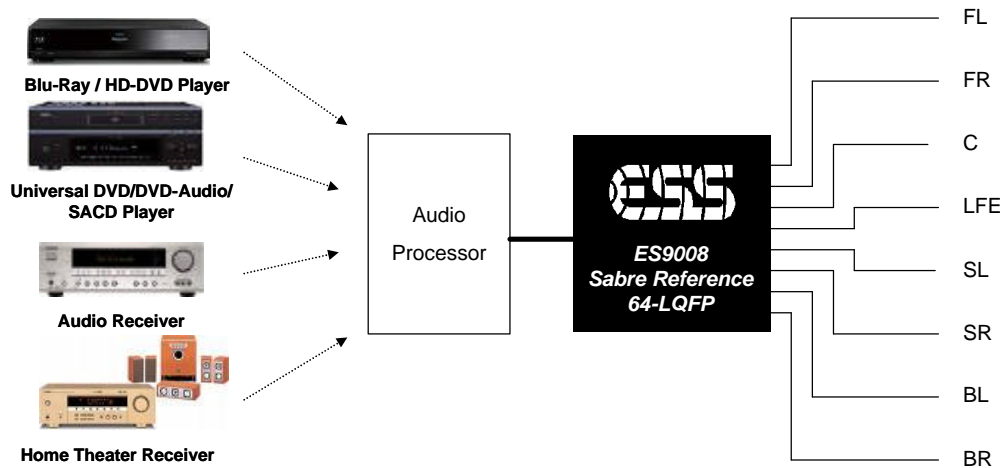 Blu-Ray / HD-DVD Player
Universal DVD/DVD-Audio/
SACD Player
Audio Receiver
Home Theater Receiver
Audio
Processor
ESS
ES9008
Sabre Reference
64-LQFP
FL
FR
C
LFE
SL
SR
BL
BR